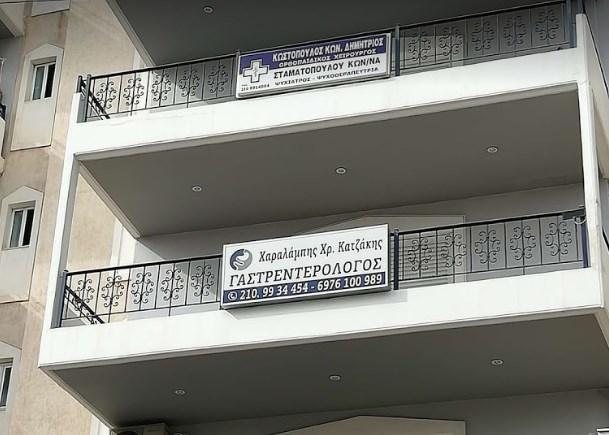 ΚΩΣΤΟΠΟΥΛΟΣ ΚΩΝ. ΔΗΜΗΤΡΙΟΣ
ΟΡΘΟΠΑΙΔΙΚΟΣ ΧΕΙΡΟΥΡΓΟΣ
ΣΤΑΜΑΤΟΠΟΥΛΟΥ ΚΩΝ/ΝΑ
ΨΥΧΙΑΤΡΟΣ - ΨΥΧΟΘΕΡΑΠΕΥΤΡΙΑ
Χαραλάμπης Χρ. Κατζάκης
ΓΑΣΤΡΕΝΤΕΡΟΛΟΓΟΣ
210. 99 34 454 - 6976 100 989